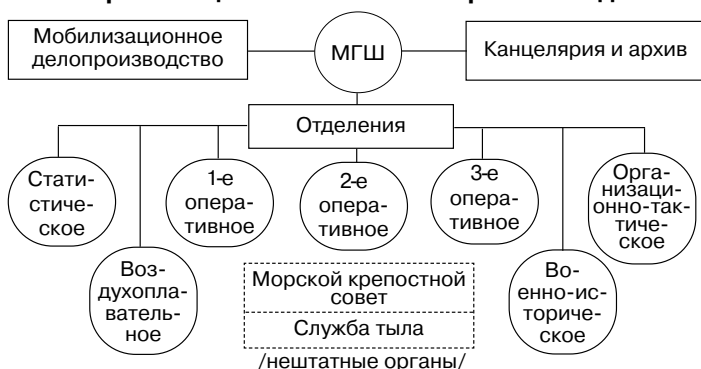 Мобилизационное
делопроизводство
МГШ
Канцелярия и архив
Отделения
Стати-
стиче-
ское
1-е
опера-
тивное
2-е
опера-
тивное
3-е
опера-
тивное
Орга-
низаци-
онно-так-
тиче-
ское
Воз-
духопла-
ватель-
ное
Морской крепостной
совет
Служба тыла
/нештатные органы/
Во-
енно-ис-
ториче-
ское